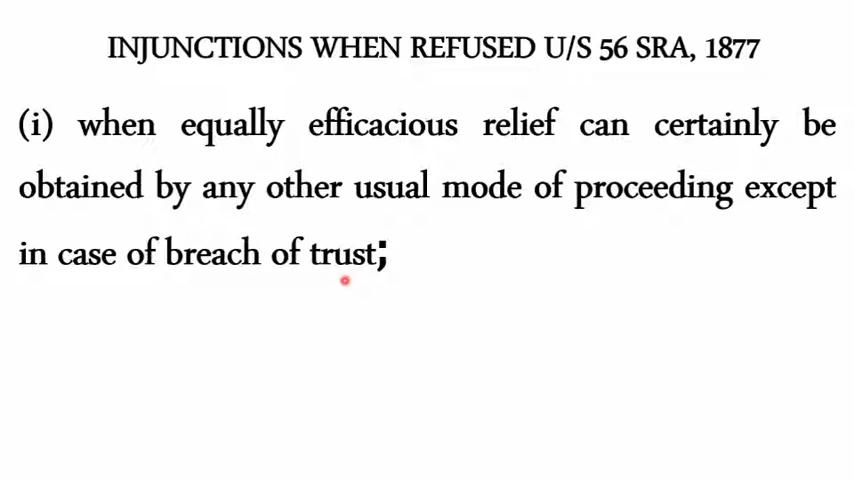 INJUNCTIONS WHEN REFUSED U/S 56 SRA, 1877
(i) when equally efficacious relief can certainly be
obtained by any other usual mode of proceeding except
in case of breach of trust;